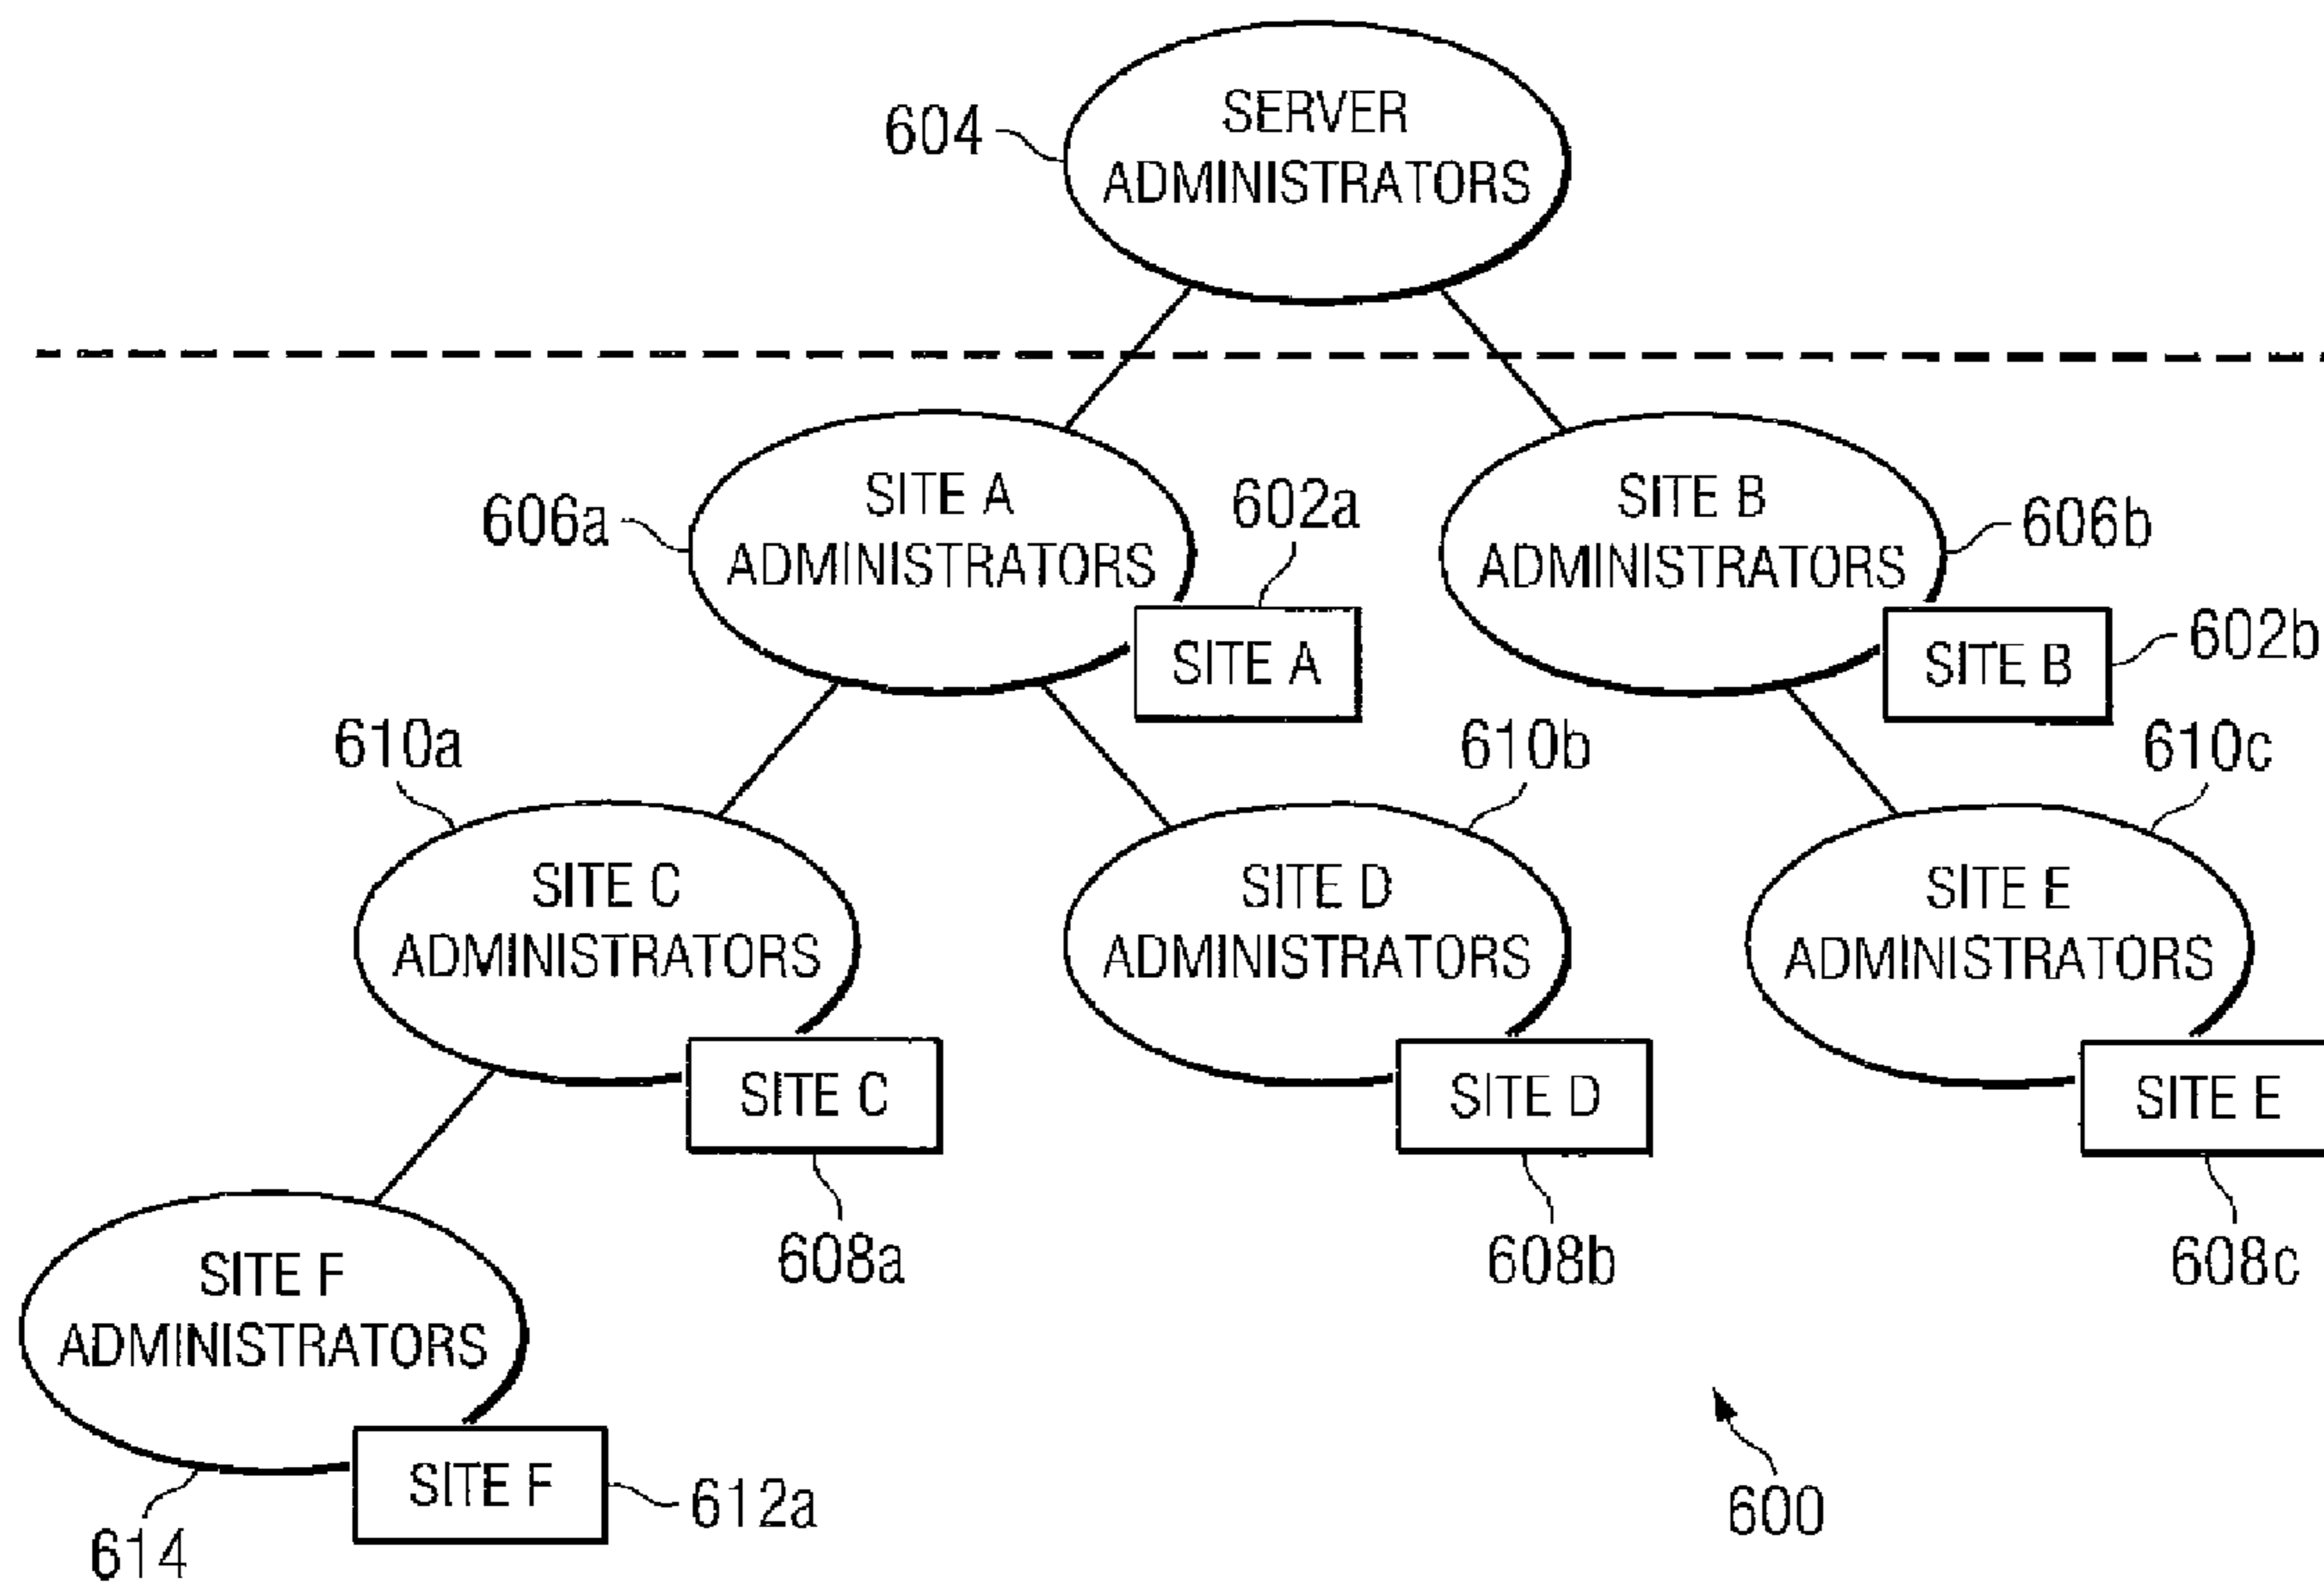 SERVER
ADMINISTRATORS
604
SITE A
ADMINISTRATORS
606a
602a
SITE A
SITE B
ADMINISTRATORS
606b
SITE B
602b
610a
SITE C
ADMINISTRATORS
SITE C
608a
610b
SITE D
ADMINISTRATORS
SITE D
608b
610c
SITE E
ADMINISTRATORS
SITE E
608c
SITE F
ADMINISTRATORS
SITE F
612a
614
600